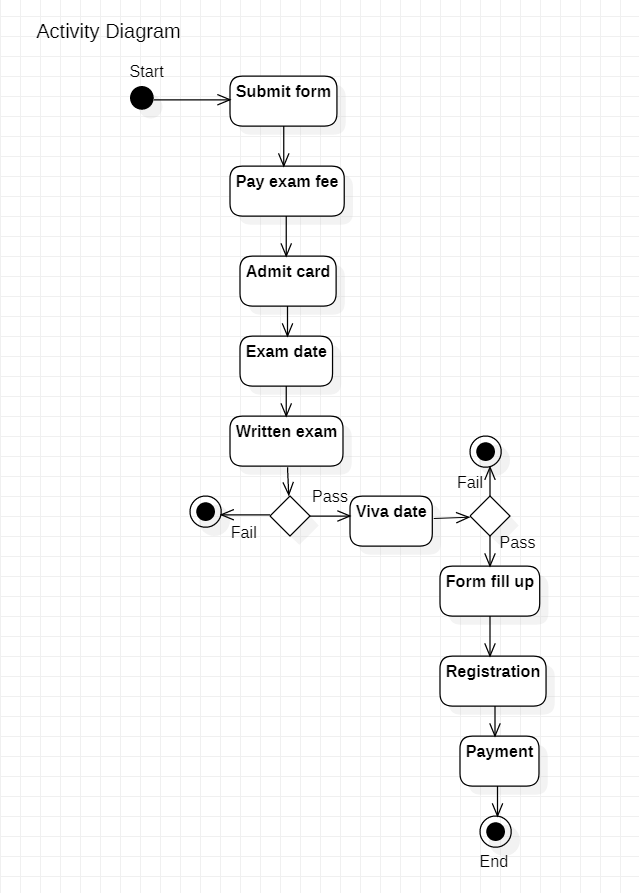 Activity Diagram
Start
Submit form
Pay exam fee
Admit card
Exam date
Written exam
Fail
Pass
Viva date
Fail
Pass
Form fill up
Registration
Payment
End